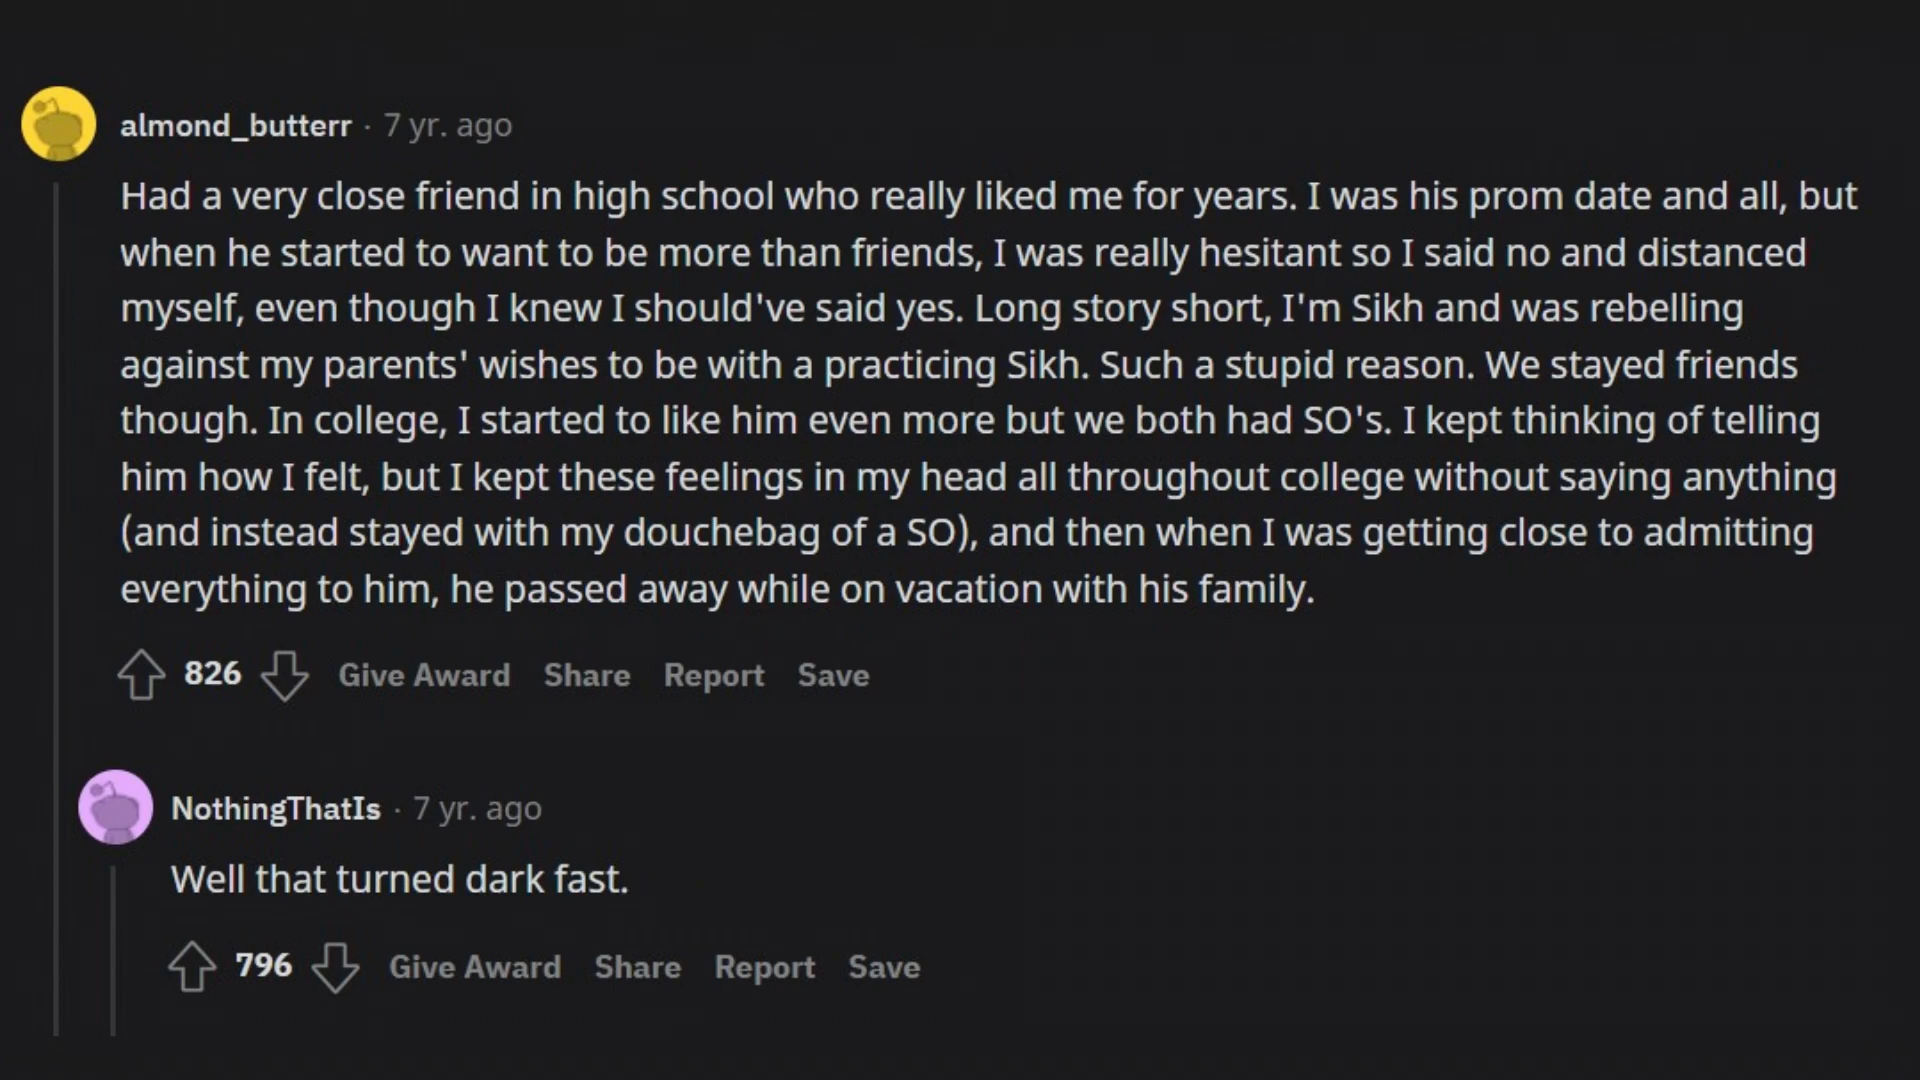 almond_butterr · 7 yr. ago
Had a very close friend in high school who really liked me for years. I was his prom date and all, but
when he started to want to be more than friends, I was really hesitant so I said no and distanced
myself, even though I knew I should've said yes. Long story short, I'm Sikh and was rebelling
against my parents' wishes to be with a practicing Sikh. Such a stupid reason. We stayed friends
though. In college, I started to like him even more but we both had SO's. I kept thinking of telling
him how I felt, but I kept these feelings in my head all throughout college without saying anything
(and instead stayed with my douchebag of a SO), and then when I was getting close to admitting
everything to him, he passed away while on vacation with his family.
826 Give Award Share Report Save
NothingThatIs · 7 yr. ago
Well that turned dark fast.
796 Give Award Share Report Save